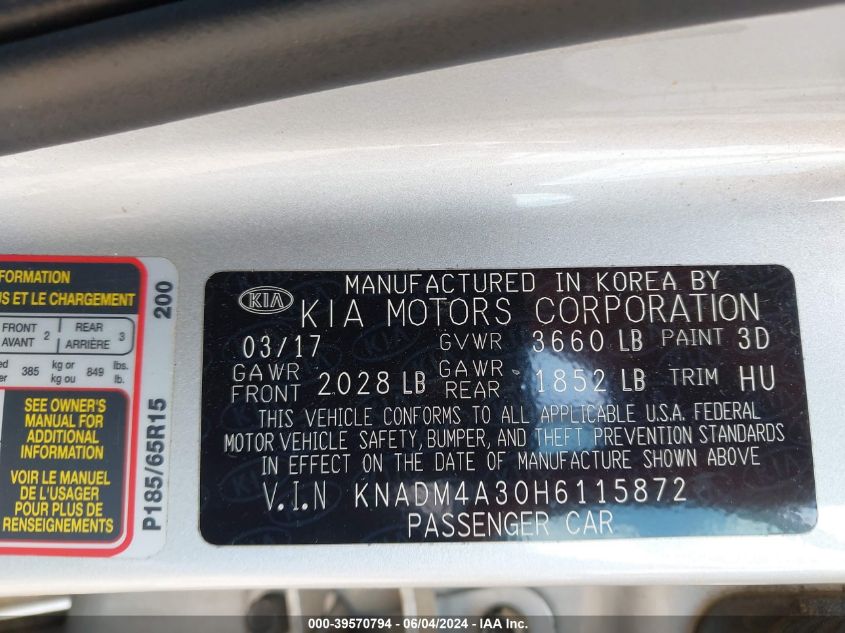 FORMATION
US ET LE CHARGEMENT
FRONT 2 REAR 3
AVANT ARRIÈRE
385 kg or 849 lbs.
kg ou lb.
SEE OWNER'S
MANUAL FOR
ADDITIONAL
INFORMATION
VOIR LE MANUEL
DE L'USAGER
POUR PLUS DE
RENSEIGNEMENTS
200
P185/65R15
MANUFACTURED IN KOREA BY
KIA KIA MOTORS CORPORATION
03/17 GVWR 3660 LB PAINT 3D
GAWR FRONT 2028 LB GAWR REAR 1852 LB TRIM HU
THIS VEHICLE CONFORMS TO ALL APPLICABLE U.S.A. FEDERAL
MOTOR VEHICLE SAFETY, BUMPER, AND THEFT PREVENTION STANDARDS
IN EFFECT ON THE DATE OF MANUFACTURE SHOWN ABOVE
V.I.N KNADM4A30H6115872
PASSENGER CAR
000-39570794 - 06/04/2024 - IAA Inc.